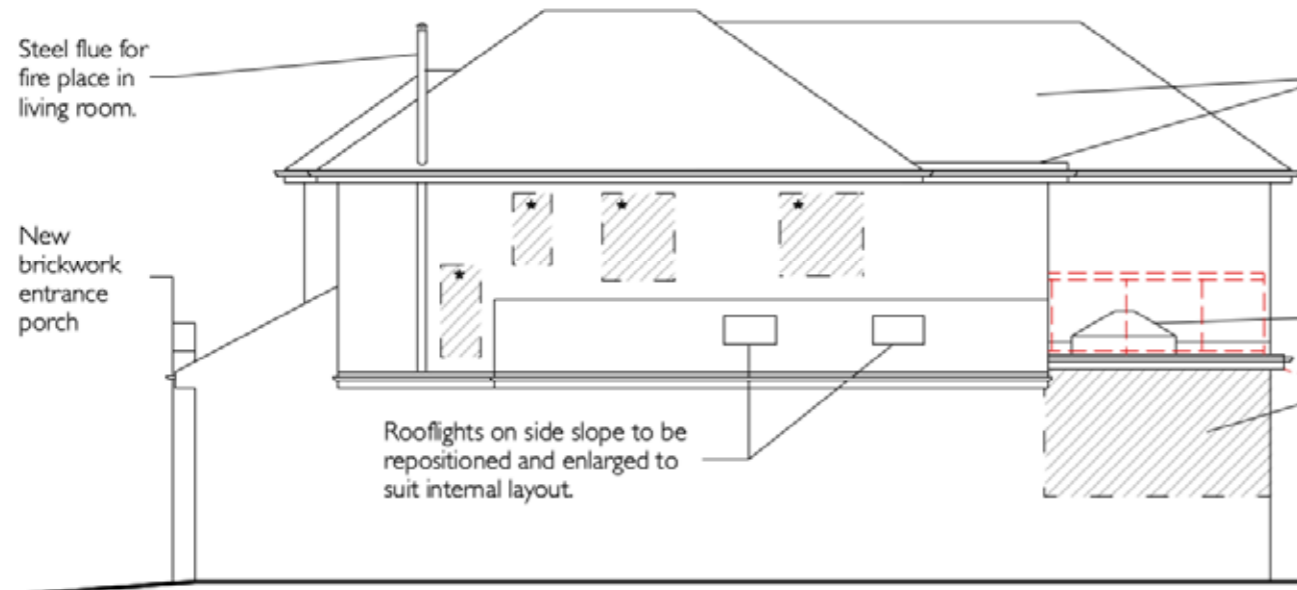 Steel flue for
fire place in
living room.
New
brickwork
entrance
porch
Rooflights on side slope to be
repositioned and enlarged to
suit internal layout.